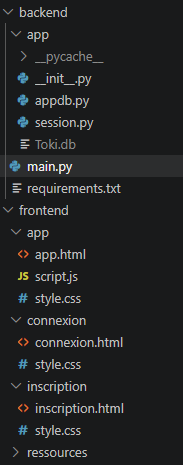 backend
app
__pycache__
__init__.py
appdb.py
session.py
Toki.db
main.py
requirements.txt
frontend
app
<> app.html
JS script.js
# style.css
connexion
<> connexion.html
# style.css
inscription
<> inscription.html
# style.css
ressources